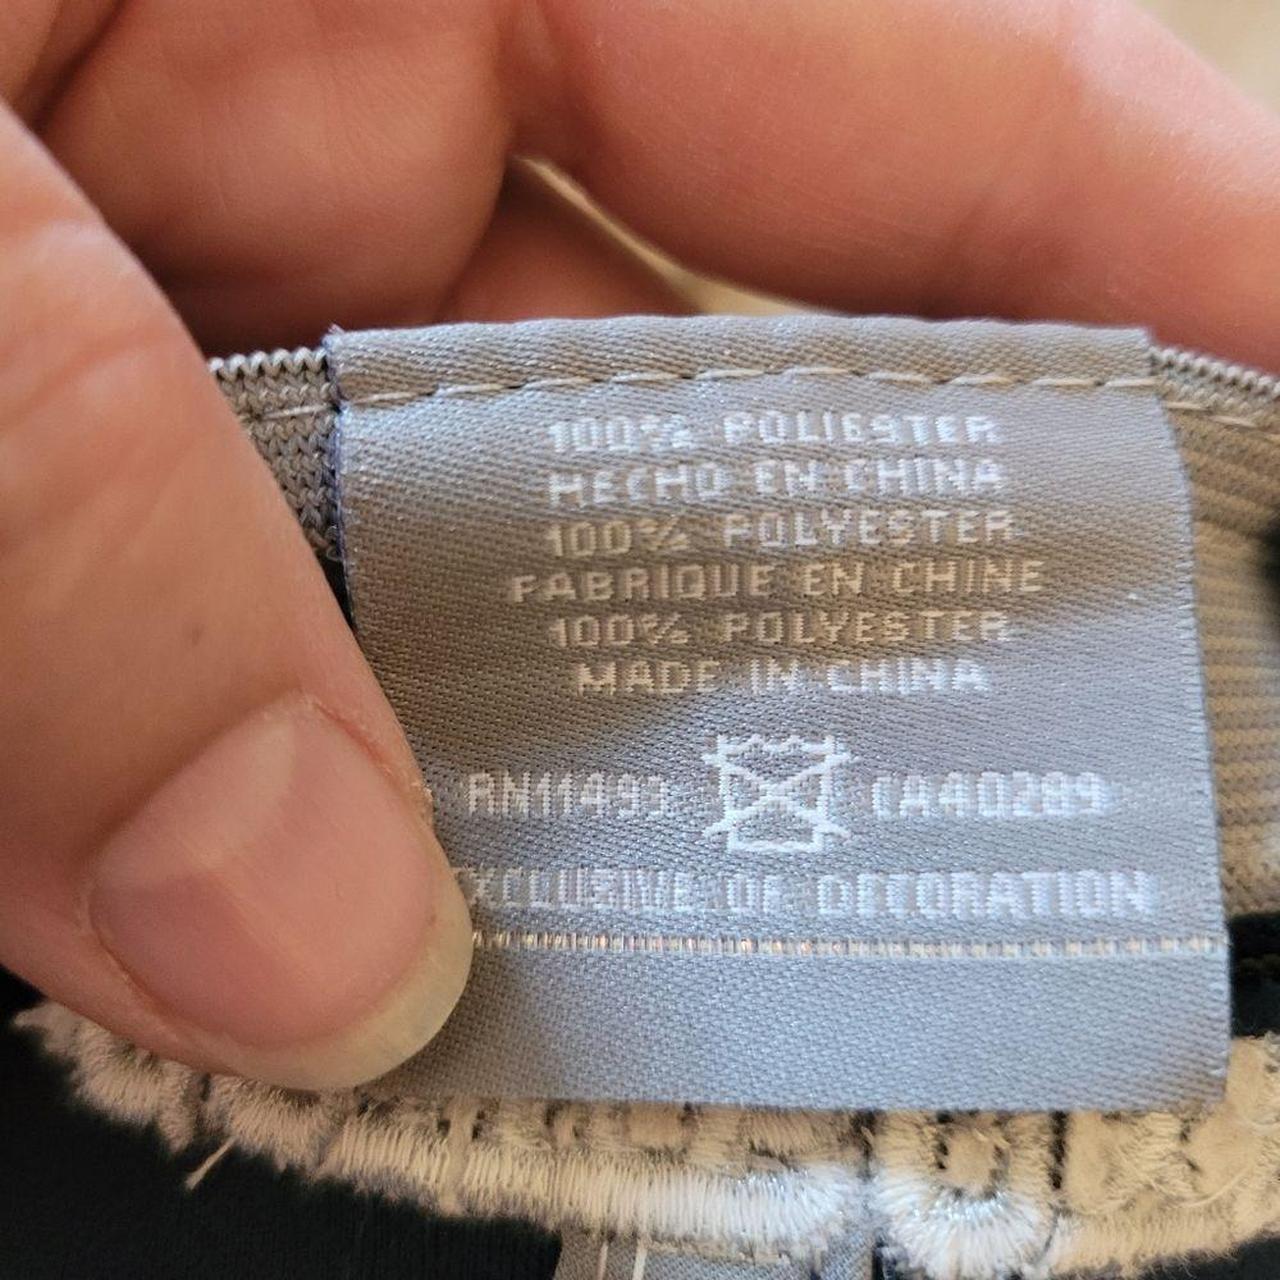 100% POLIESTER
HECHO EN CHINA
100% POLYESTER
FABRIQUE EN CHINE
100% POLYESTER
MADE IN CHINA
RN11493 CA40289
EXCLUSIVE OF DECORATION